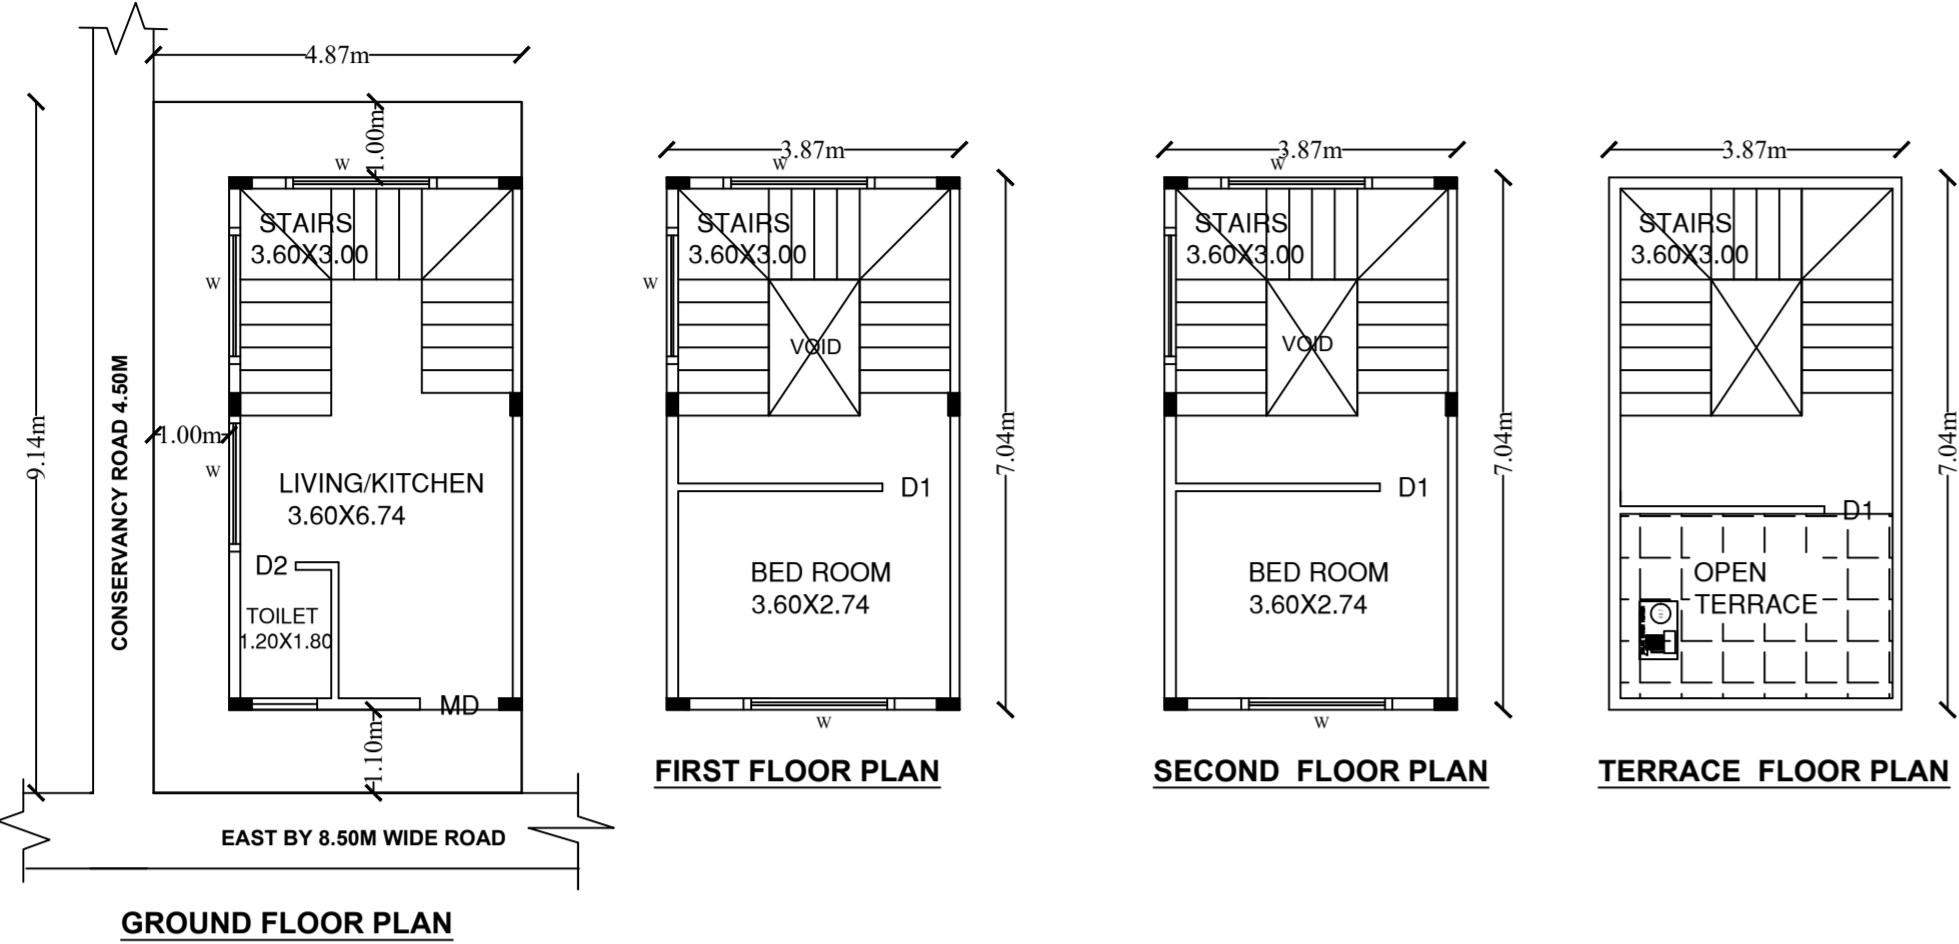 4.87m
1.00m
W
STAIRS
3.60X3.00
W
9.14m
CONSERVANCY ROAD 4.50M
1.00m
W
LIVING/KITCHEN
3.60X6.74
D2
TOILET
1.20X1.80
MD
1.10m
EAST BY 8.50M WIDE ROAD
GROUND FLOOR PLAN
3.87m
W
STAIRS
3.60X3.00
W
VOID
7.04m
D1
BED ROOM
3.60X2.74
W
FIRST FLOOR PLAN
3.87m
W
STAIRS
3.60X3.00
VOID
7.04m
D1
BED ROOM
3.60X2.74
W
SECOND FLOOR PLAN
3.87m
STAIRS
3.60X3.00
7.04m
D1
OPEN
TERRACE
TERRACE FLOOR PLAN